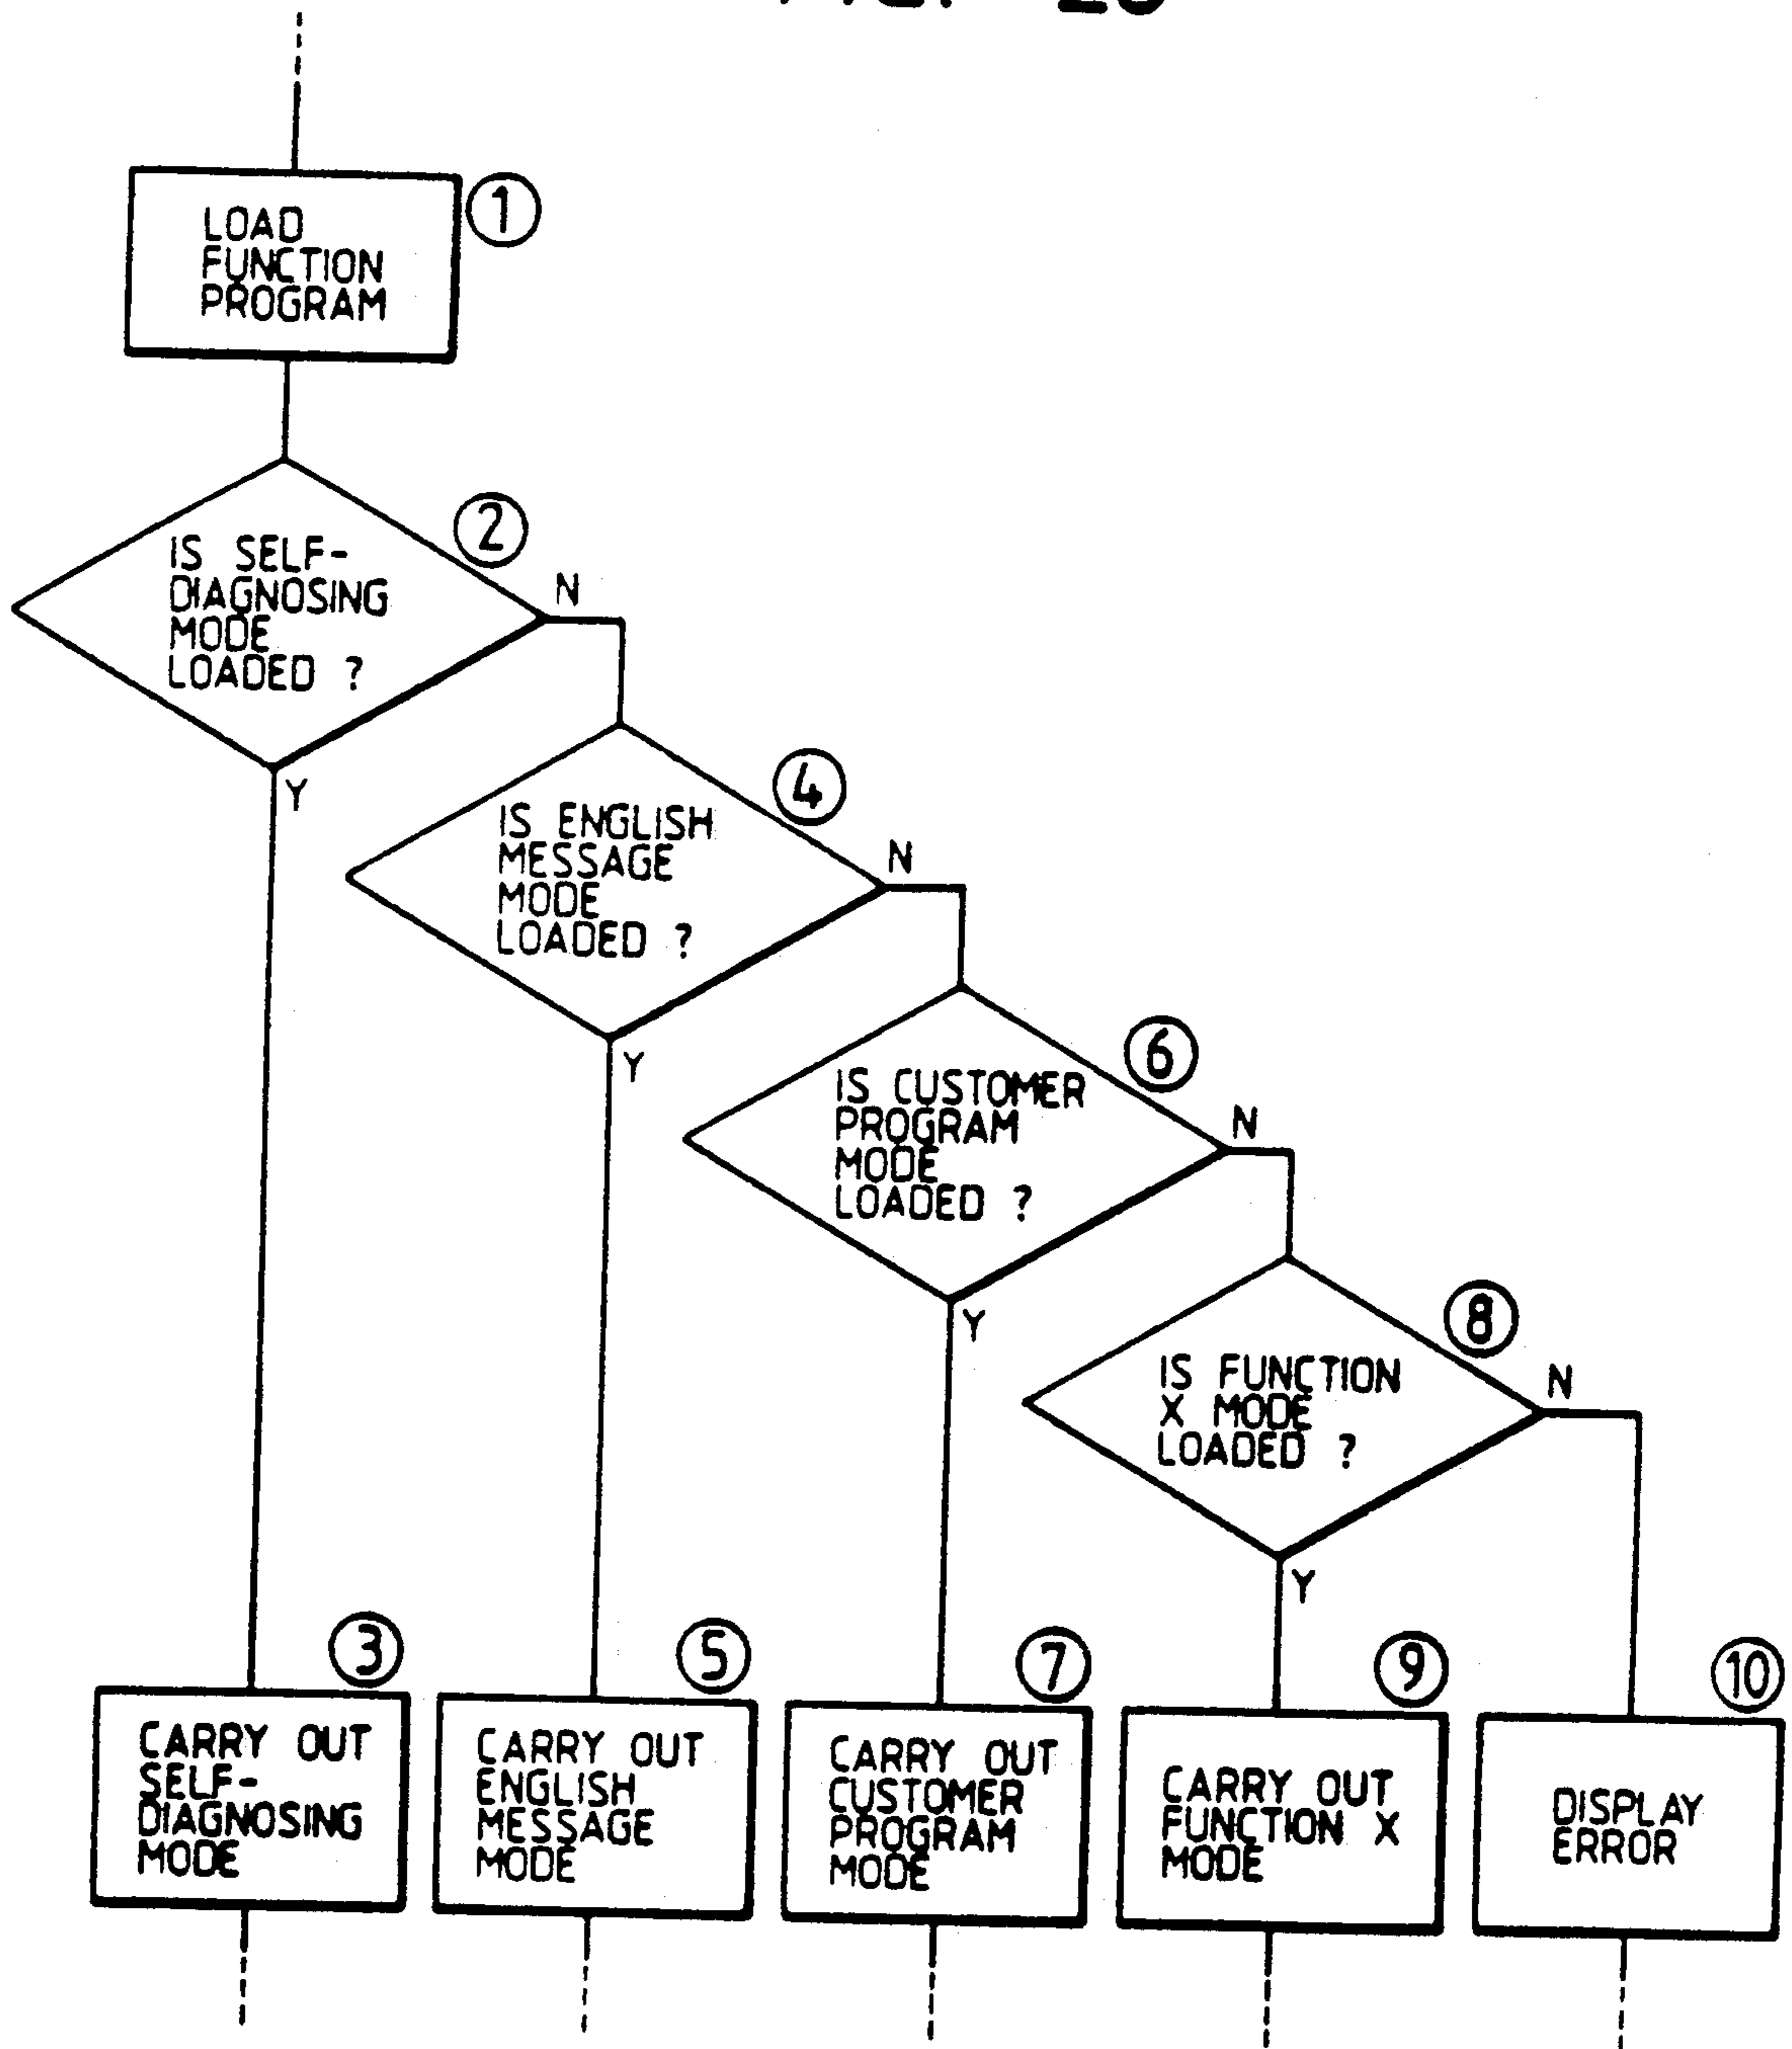 1
LOAD
FUNCTION
PROGRAM
2
IS SELF-
DIAGNOSING
MODE
LOADED ?
N
Y
4
IS ENGLISH
MESSAGE
MODE
LOADED ?
N
Y
6
IS CUSTOMER
PROGRAM
MODE
LOADED ?
N
Y
8
IS FUNCTION
X MODE
LOADED ?
N
Y
3
CARRY OUT
SELF-
DIAGNOSING
MODE
5
CARRY OUT
ENGLISH
MESSAGE
MODE
7
CARRY OUT
CUSTOMER
PROGRAM
MODE
9
CARRY OUT
FUNCTION X
MODE
10
DISPLAY
ERROR